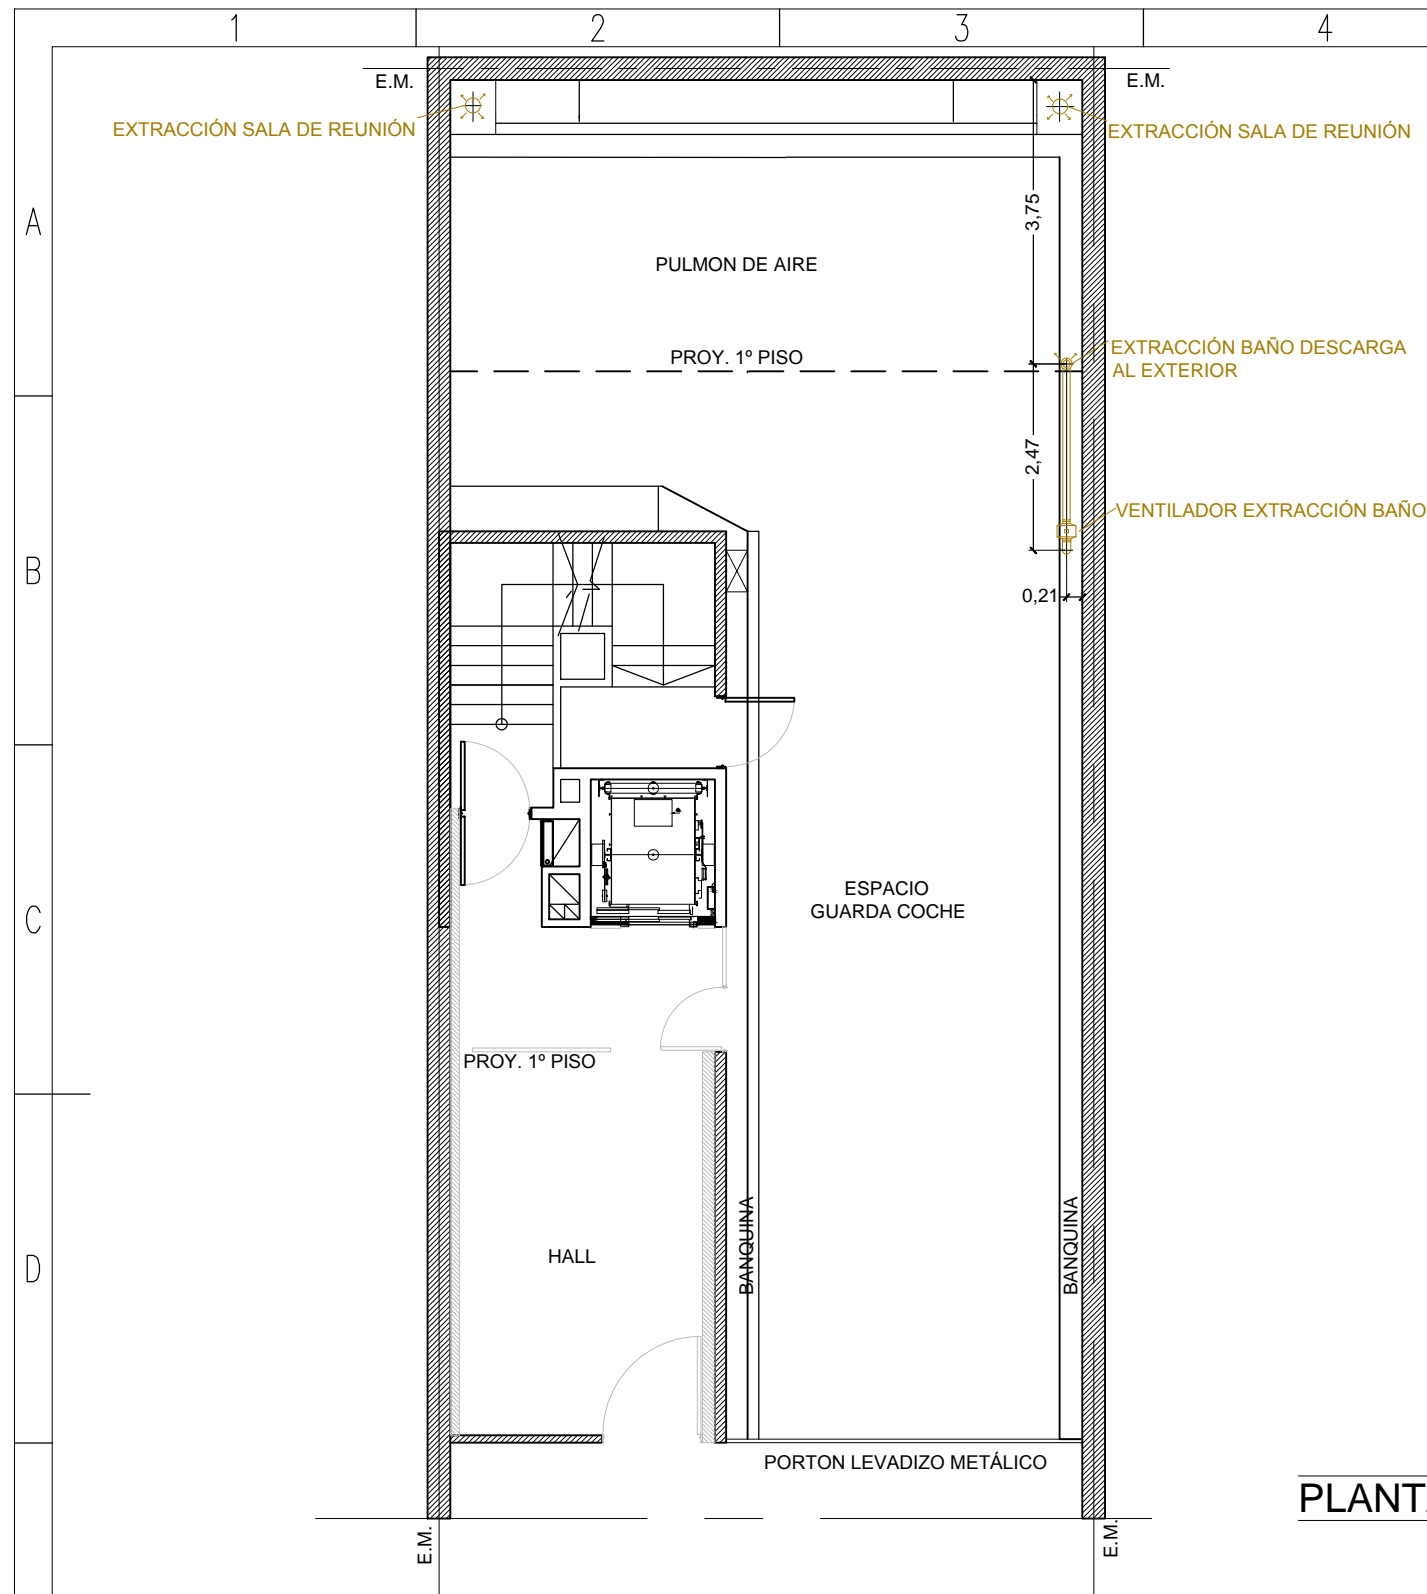 1
2
3
4
E.M.
E.M.
EXTRACCIÓN SALA DE REUNIÓN
EXTRACCIÓN SALA DE REUNIÓN
A
3,75
PULMON DE AIRE
PROY. 1º PISO
EXTRACCIÓN BAÑO DESCARGA
AL EXTERIOR
2,47
VENTILADOR EXTRACCIÓN BAÑO
B
0,21
ESPACIO
GUARDA COCHE
C
PROY. 1º PISO
BANQUINA
BANQUINA
HALL
D
PORTON LEVADIZO METÁLICO
PLANT
E.M.
E.M.